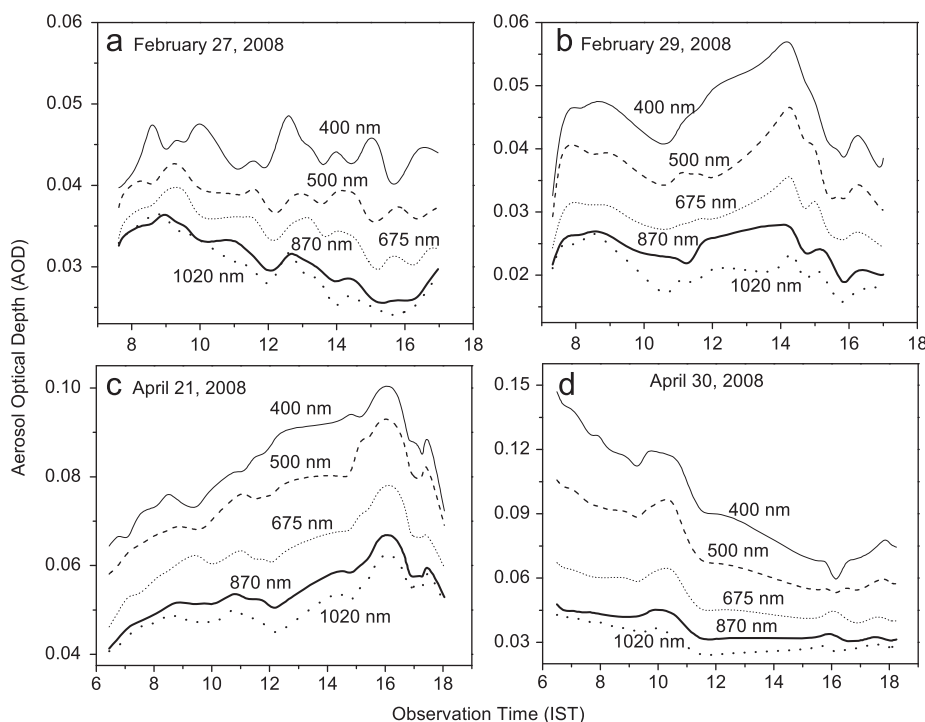 0.06
0.05
0.04
0.03
a February 27, 2008
400 nm
500 nm
675 nm
870 nm
1020 nm
8 10 12 14 16 18
0.06
0.05
0.04
0.03
0.02
b February 29, 2008
400 nm
500 nm
675 nm
870 nm
1020 nm
8 10 12 14 16 18
Aerosol Optical Depth (AOD)
0.10
0.08
0.06
0.04
c April 21, 2008
400 nm
500 nm
675 nm
870 nm
1020 nm
6 8 10 12 14 16 18
0.15
0.12
0.09
0.06
0.03
d April 30, 2008
400 nm
500 nm
675 nm
870 nm
1020 nm
6 8 10 12 14 16 18
Observation Time (IST)